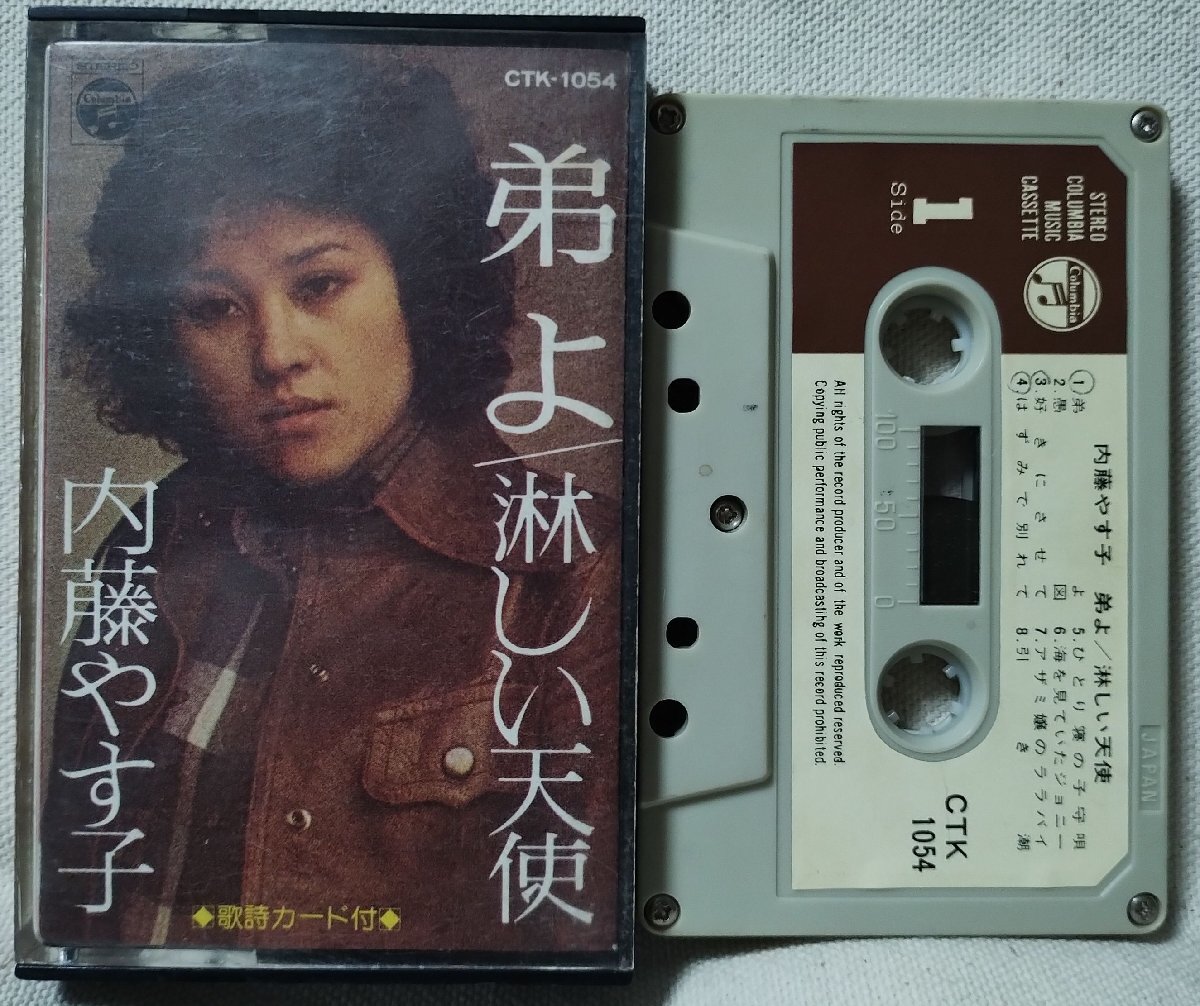 STEREO
Columbia
CTK-1054
弟よ/淋しい天使
内藤やす子
◆歌詩カード付◆
STEREO
COLUMBIA
MUSIC
CASSETTE
Columbia
1
Side
内藤やす子 弟よ/淋しい天使
1 弟よ
2 愚図
3 好きにさせて
4 はずみで別れて
5.ひとり寝の子守唄
6.海を見ていたジョニー
7.アザミ嬢のララバイ
8.引き潮
100
50
0
All rights of the record producer and of the work reproduced reserved.
Copying public performance and broadcasting of this record prohibited.
CTK
1054
JAPAN